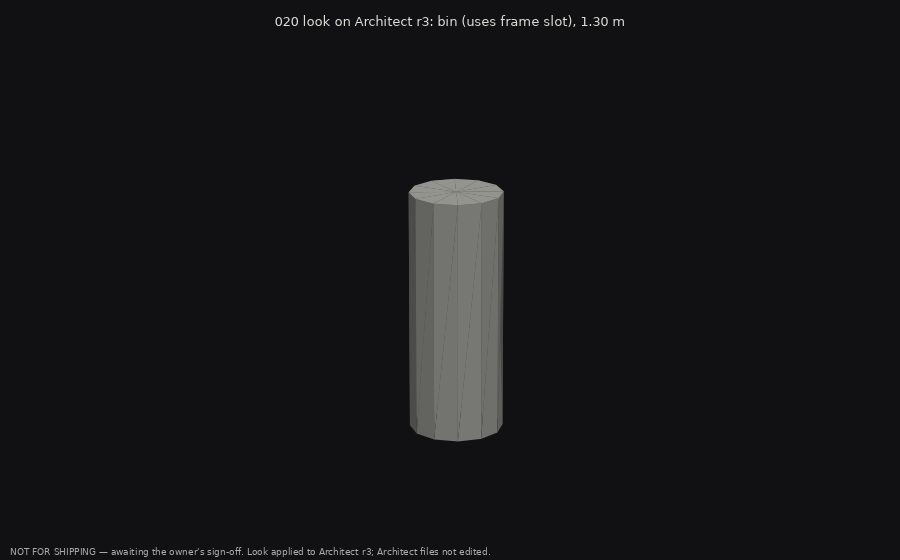 020 look on Architect r3: bin (uses frame slot), 1.30 m
NOT FOR SHIPPING — awaiting the owner's sign-off. Look applied to Architect r3; Architect files not edited.